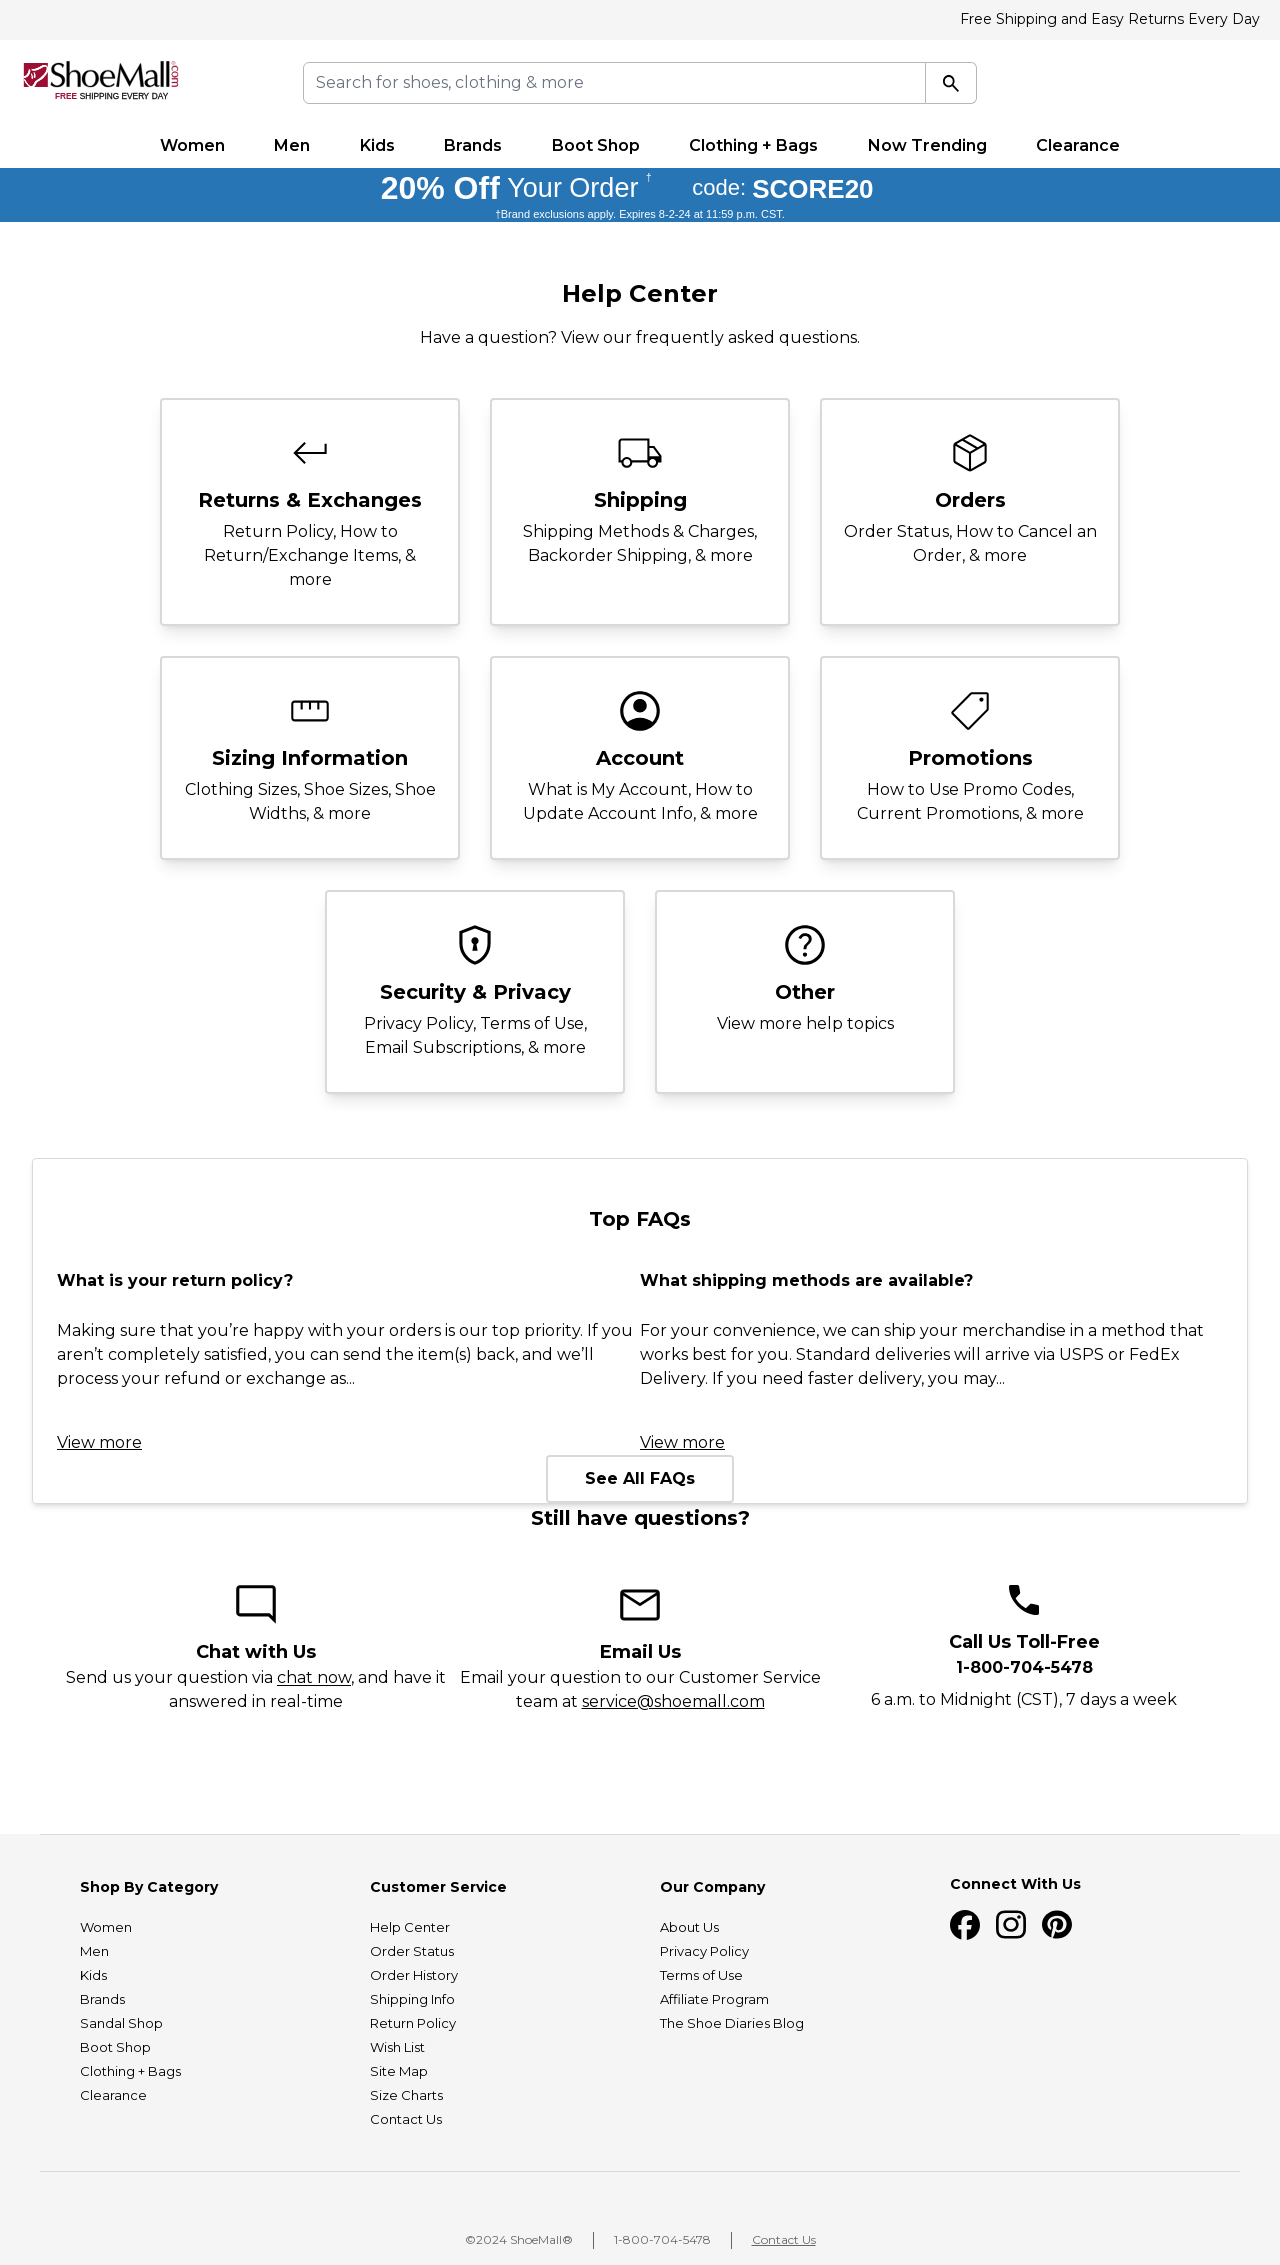 Free Shipping and Easy Returns Every Day
ShoeMall.com
FREE SHIPPING EVERY DAY
Search for shoes, clothing & more
Women Men Kids Brands Boot Shop Clothing + Bags Now Trending Clearance
20% Off Your Order † code: SCORE20
†Brand exclusions apply. Expires 8-2-24 at 11:59 p.m. CST.
Help Center
Have a question? View our frequently asked questions.
Returns & Exchanges
Return Policy, How to
Return/Exchange Items, &
more
Shipping
Shipping Methods & Charges,
Backorder Shipping, & more
Orders
Order Status, How to Cancel an
Order, & more
Sizing Information
Clothing Sizes, Shoe Sizes, Shoe
Widths, & more
Account
What is My Account, How to
Update Account Info, & more
Promotions
How to Use Promo Codes,
Current Promotions, & more
Security & Privacy
Privacy Policy, Terms of Use,
Email Subscriptions, & more
Other
View more help topics
Top FAQs
What is your return policy?
Making sure that you’re happy with your orders is our top priority. If you
aren’t completely satisfied, you can send the item(s) back, and we’ll
process your refund or exchange as...
View more
What shipping methods are available?
For your convenience, we can ship your merchandise in a method that
works best for you. Standard deliveries will arrive via USPS or FedEx
Delivery. If you need faster delivery, you may...
View more
See All FAQs
Still have questions?
Chat with Us
Send us your question via chat now, and have it
answered in real-time
Email Us
Email your question to our Customer Service
team at service@shoemall.com
Call Us Toll-Free
1-800-704-5478
6 a.m. to Midnight (CST), 7 days a week
Shop By Category
Women
Men
Kids
Brands
Sandal Shop
Boot Shop
Clothing + Bags
Clearance
Customer Service
Help Center
Order Status
Order History
Shipping Info
Return Policy
Wish List
Site Map
Size Charts
Contact Us
Our Company
About Us
Privacy Policy
Terms of Use
Affiliate Program
The Shoe Diaries Blog
Connect With Us
©2024 ShoeMall® 1-800-704-5478 Contact Us